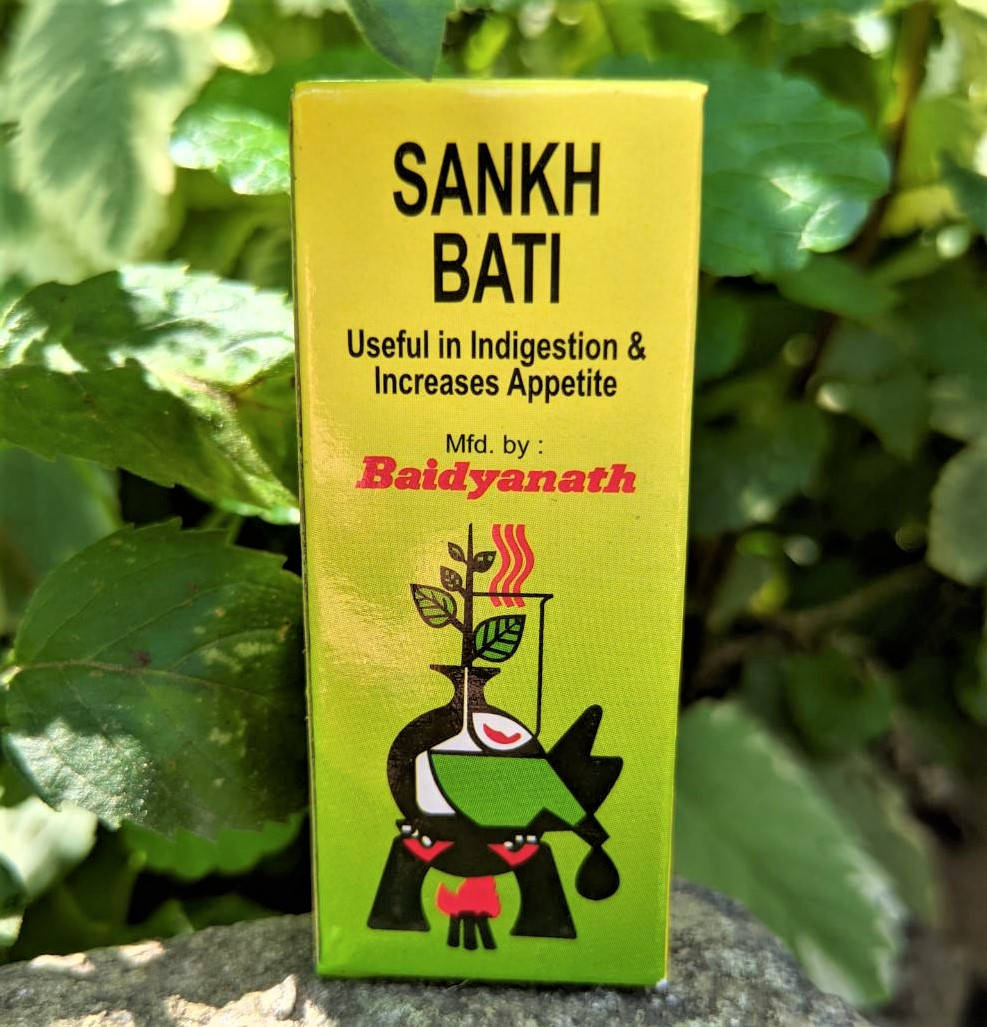 SANKH
BATI
Useful in Indigestion &
Increases Appetite
Mfd. by :
Baidyanath